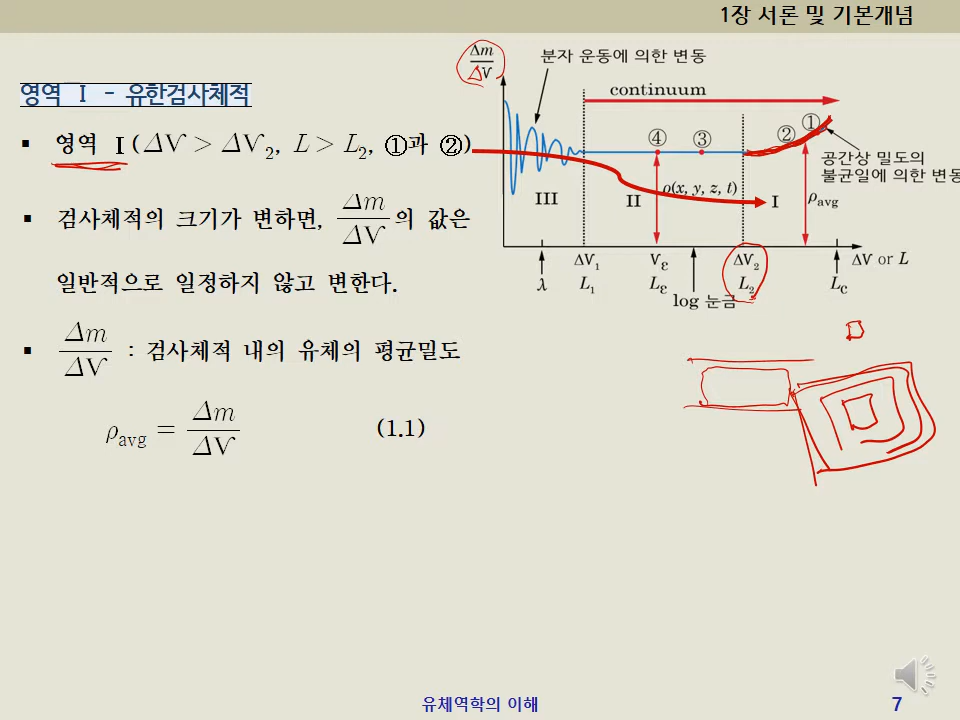 1장 서론 및 기본개념
영역 Ⅰ - 유한검사체적
▪ 영역 Ⅰ (ΔV > ΔV₂, L > L₂, ①과 ②)
▪ 검사체적의 크기가 변하면, Δm/ΔV 의 값은
일반적으로 일정하지 않고 변한다.
▪ Δm/ΔV : 검사체적 내의 유체의 평균밀도
ρavg = Δm/ΔV (1.1)
Δm/ΔV
분자 운동에 의한 변동
continuum
④ ③ ② ①
공간상 밀도의
불균일에 의한 변동
III II ρ(x, y, z, t) I ρavg
ΔV₁ Vε ΔV₂ ΔV or L
λ L₁ Lε L₂ Lc
log 눈금
유체역학의 이해
7